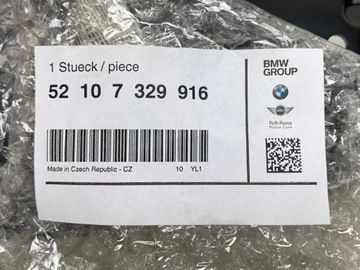 1 Stueck / piece
52 10 7 329 916
Made in Czech Republic - CZ 10 YL1
BMW
GROUP
Rolls-Royce
Motor Cars